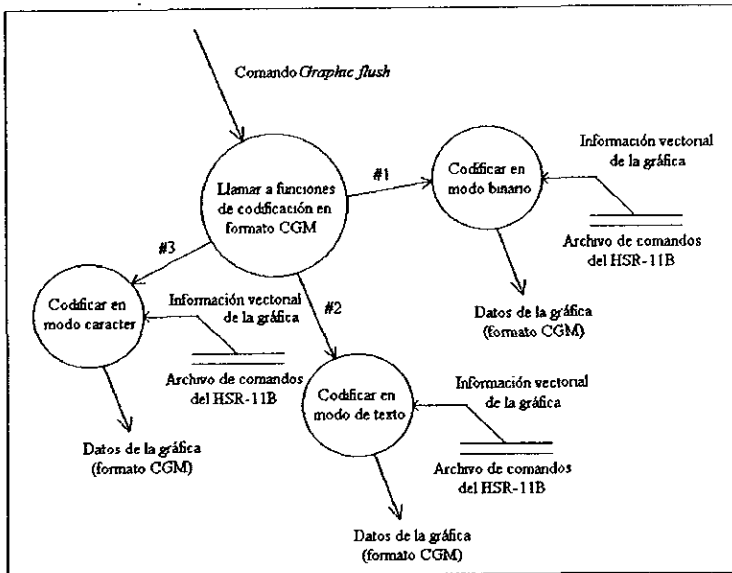 Comando Graphic flush
Llamar a funciones
de codificación en
formato CGM
#1
Codificar en
modo binario
Información vectorial
de la gráfica
Archivo de comandos
del HSR-11B
Datos de la gráfica
(formato CGM)
#3
Codificar en
modo caracter
Información vectorial
de la gráfica
Archivo de comandos
del HSR-11B
Datos de la gráfica
(formato CGM)
#2
Codificar en
modo de texto
Información vectorial
de la gráfica
Archivo de comandos
del HSR-11B
Datos de la gráfica
(formato CGM)